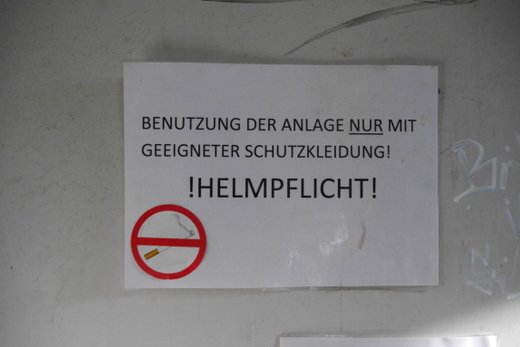 BENUTZUNG DER ANLAGE NUR MIT
GEEIGNETER SCHUTZKLEIDUNG!
!HELMPFLICHT!